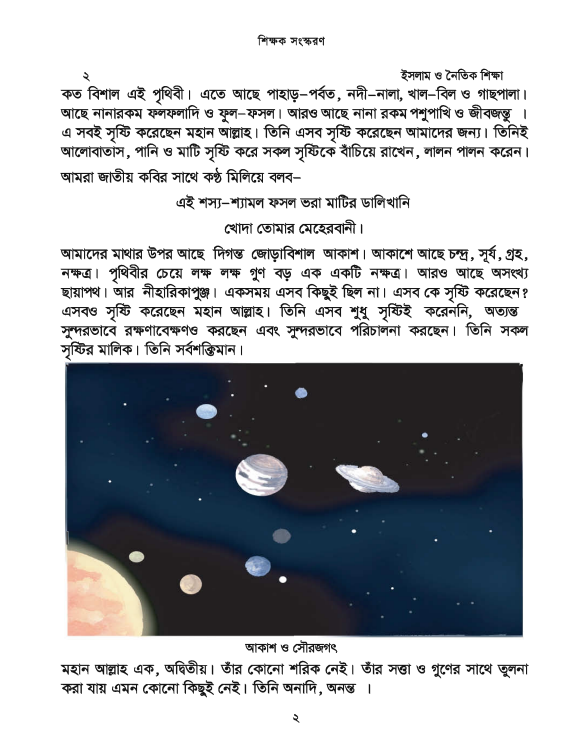 শিক্ষক সংস্করণ
২ ইসলাম ও নৈতিক শিক্ষা
কত বিশাল এই পৃথিবী। এতে আছে পাহাড়–পর্বত, নদী–নালা, খাল–বিল ও গাছপালা।
আছে নানারকম ফলফলাদি ও ফুল–ফসল। আরও আছে নানা রকম পশুপাখি ও জীবজন্তু ।
এ সবই সৃষ্টি করেছেন মহান আল্লাহ। তিনি এসব সৃষ্টি করেছেন আমাদের জন্য। তিনিই
আলোবাতাস, পানি ও মাটি সৃষ্টি করে সকল সৃষ্টিকে বাঁচিয়ে রাখেন, লালন পালন করেন।
আমরা জাতীয় কবির সাথে কণ্ঠ মিলিয়ে বলব–
এই শস্য–শ্যামল ফসল ভরা মাটির ডালিখানি
খোদা তোমার মেহেরবানী।
আমাদের মাথার উপর আছে দিগন্ত জোড়াবিশাল আকাশ। আকাশে আছে চন্দ্র, সূর্য, গ্রহ,
নক্ষত্র। পৃথিবীর চেয়ে লক্ষ লক্ষ গুণ বড় এক একটি নক্ষত্র। আরও আছে অসংখ্য
ছায়াপথ। আর নীহারিকাপুঞ্জ। একসময় এসব কিছুই ছিল না। এসব কে সৃষ্টি করেছেন?
এসবও সৃষ্টি করেছেন মহান আল্লাহ। তিনি এসব শুধু সৃষ্টিই করেননি, অত্যন্ত
সুন্দরভাবে রক্ষণাবেক্ষণও করছেন এবং সুন্দরভাবে পরিচালনা করছেন। তিনি সকল
সৃষ্টির মালিক। তিনি সর্বশক্তিমান।
আকাশ ও সৌরজগৎ
মহান আল্লাহ এক, অদ্বিতীয়। তাঁর কোনো শরিক নেই। তাঁর সত্তা ও গুণের সাথে তুলনা
করা যায় এমন কোনো কিছুই নেই। তিনি অনাদি, অনন্ত ।
২